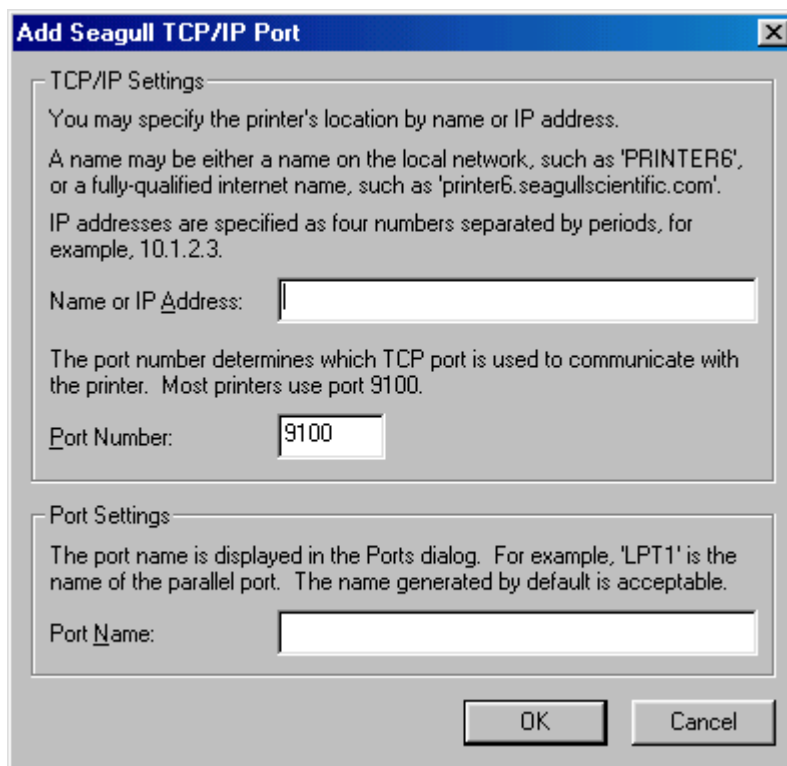 Add Seagull TCP/IP Port
TCP/IP Settings
You may specify the printer's location by name or IP address.
A name may be either a name on the local network, such as 'PRINTER6',
or a fully-qualified internet name, such as 'printer6.seagullscientific.com'.
IP addresses are specified as four numbers separated by periods, for
example, 10.1.2.3.
Name or IP Address:
The port number determines which TCP port is used to communicate with
the printer.  Most printers use port 9100.
Port Number: 9100
Port Settings
The port name is displayed in the Ports dialog.  For example, 'LPT1' is the
name of the parallel port.  The name generated by default is acceptable.
Port Name:
OK Cancel